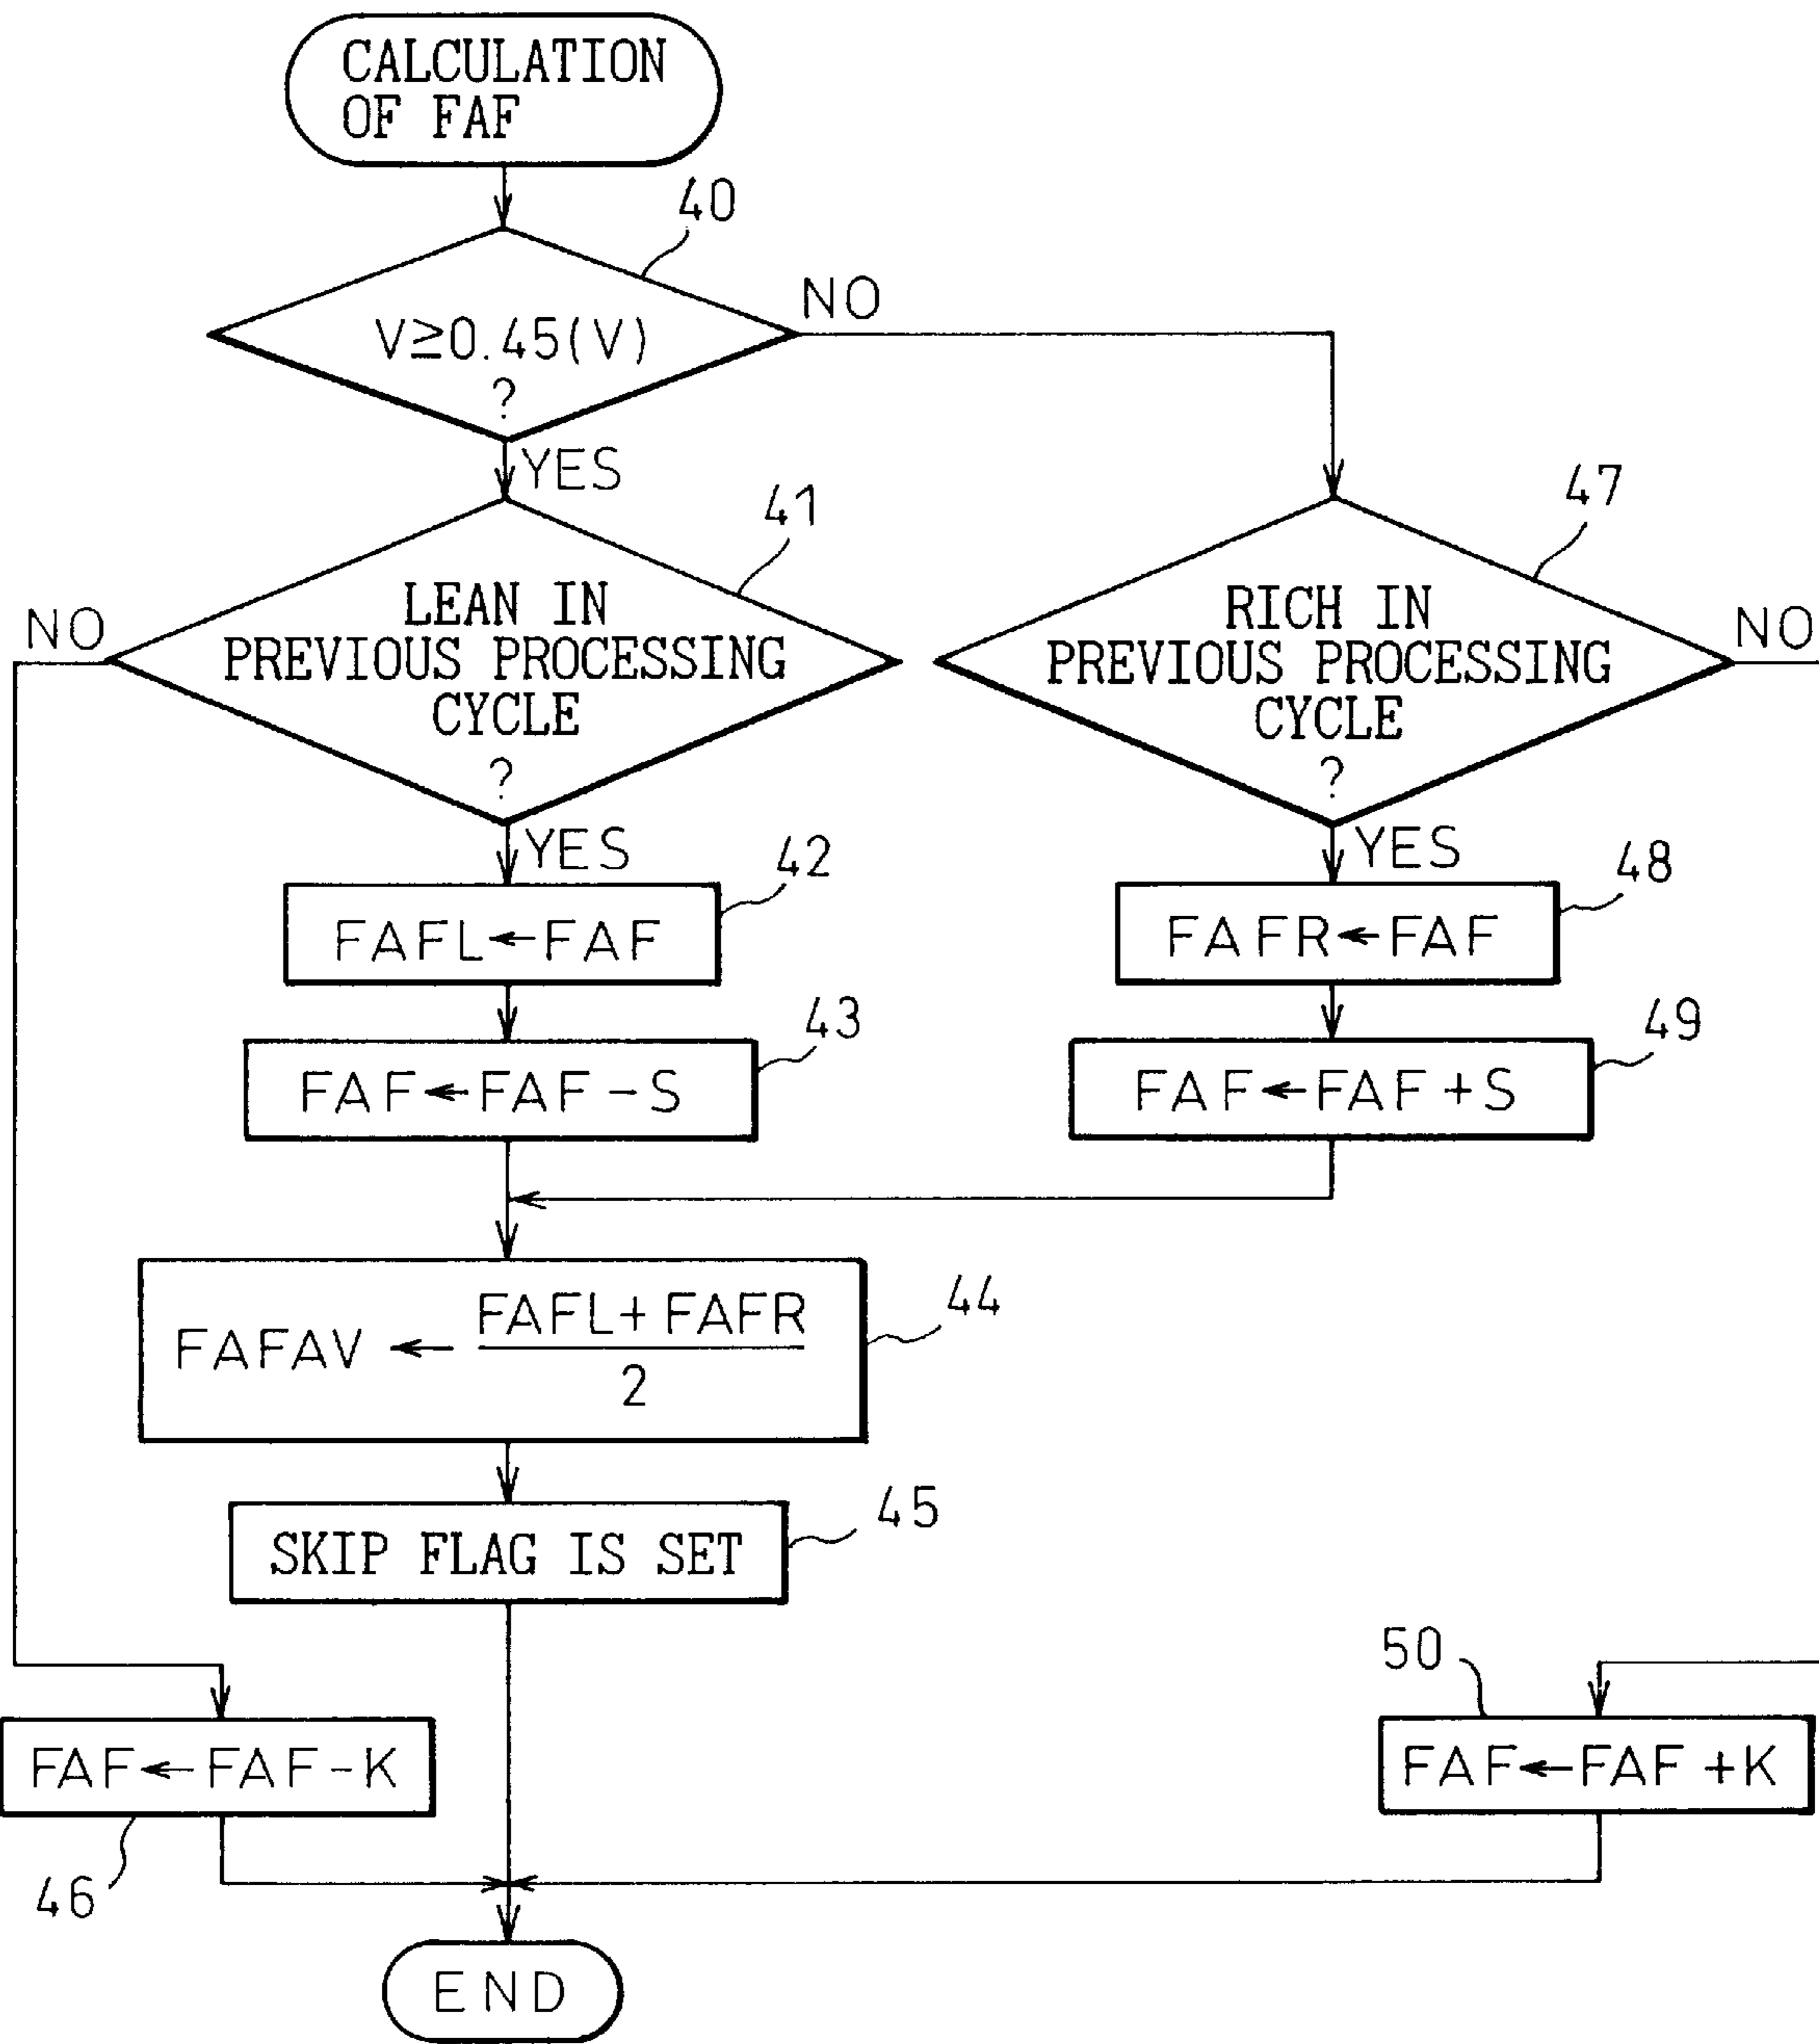 CALCULATION
OF FAF
40
V≧0.45(V)
?
NO
YES
41
LEAN IN
PREVIOUS PROCESSING
CYCLE
?
NO
YES
47
RICH IN
PREVIOUS PROCESSING
CYCLE
?
NO
YES
42
FAFL←FAF
48
FAFR←FAF
43
FAF←FAF-S
49
FAF←FAF+S
44
FAFAV ← FAFL+FAFR
2
45
SKIP FLAG IS SET
FAF←FAF-K
46
50
FAF←FAF+K
END